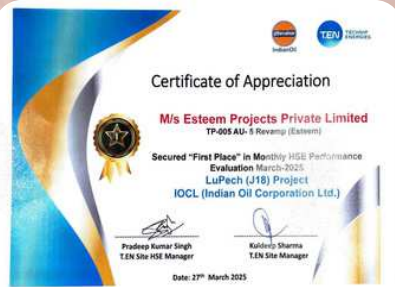 IndianOil
T.EN TECHNIP
ENERGIES
Certificate of Appreciation
M/s Esteem Projects Private Limited
TP-005 AU- 5 Revamp (Esteem)
Secured "First Place" in Monthly HSE Performance
Evaluation March-2025
LuPech (J18) Project
IOCL (Indian Oil Corporation Ltd.)
1
Pradeep Kumar Singh
T.EN Site HSE Manager
Kuldeep Sharma
T.EN Site Manager
Date: 27th March 2025